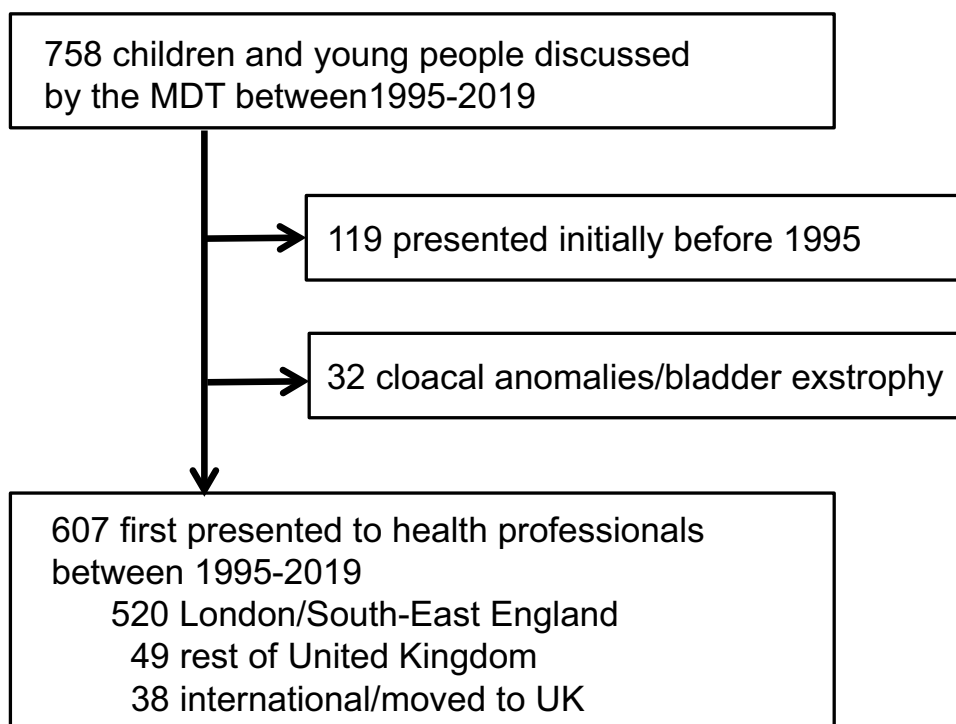 758 children and young people discussed
by the MDT between1995-2019
119 presented initially before 1995
32 cloacal anomalies/bladder exstrophy
607 first presented to health professionals
between 1995-2019
520 London/South-East England
49 rest of United Kingdom
38 international/moved to UK